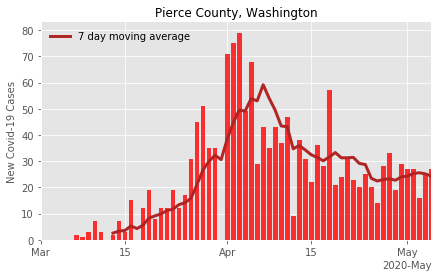 Pierce County, Washington
7 day moving average
New Covid-19 Cases
80
70
60
50
40
30
20
10
0
Mar 15 Apr 15 May
2020-May